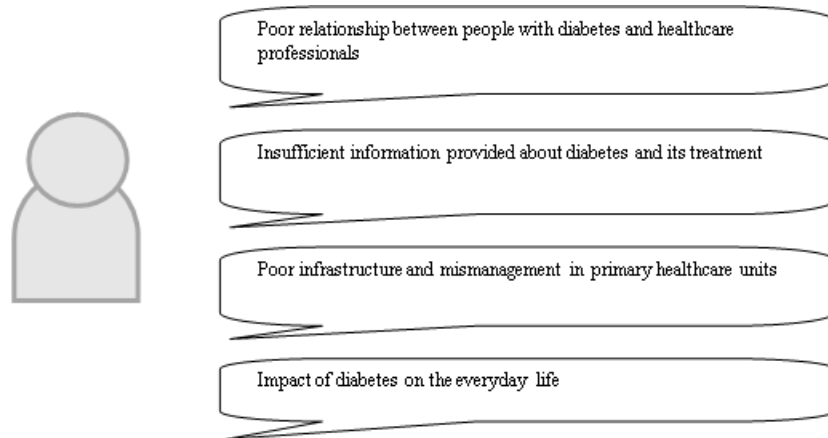 Poor relationship between people with diabetes and healthcare
professionals
Insufficient information provided about diabetes and its treatment
Poor infrastructure and mismanagement in primary healthcare units
Impact of diabetes on the everyday life